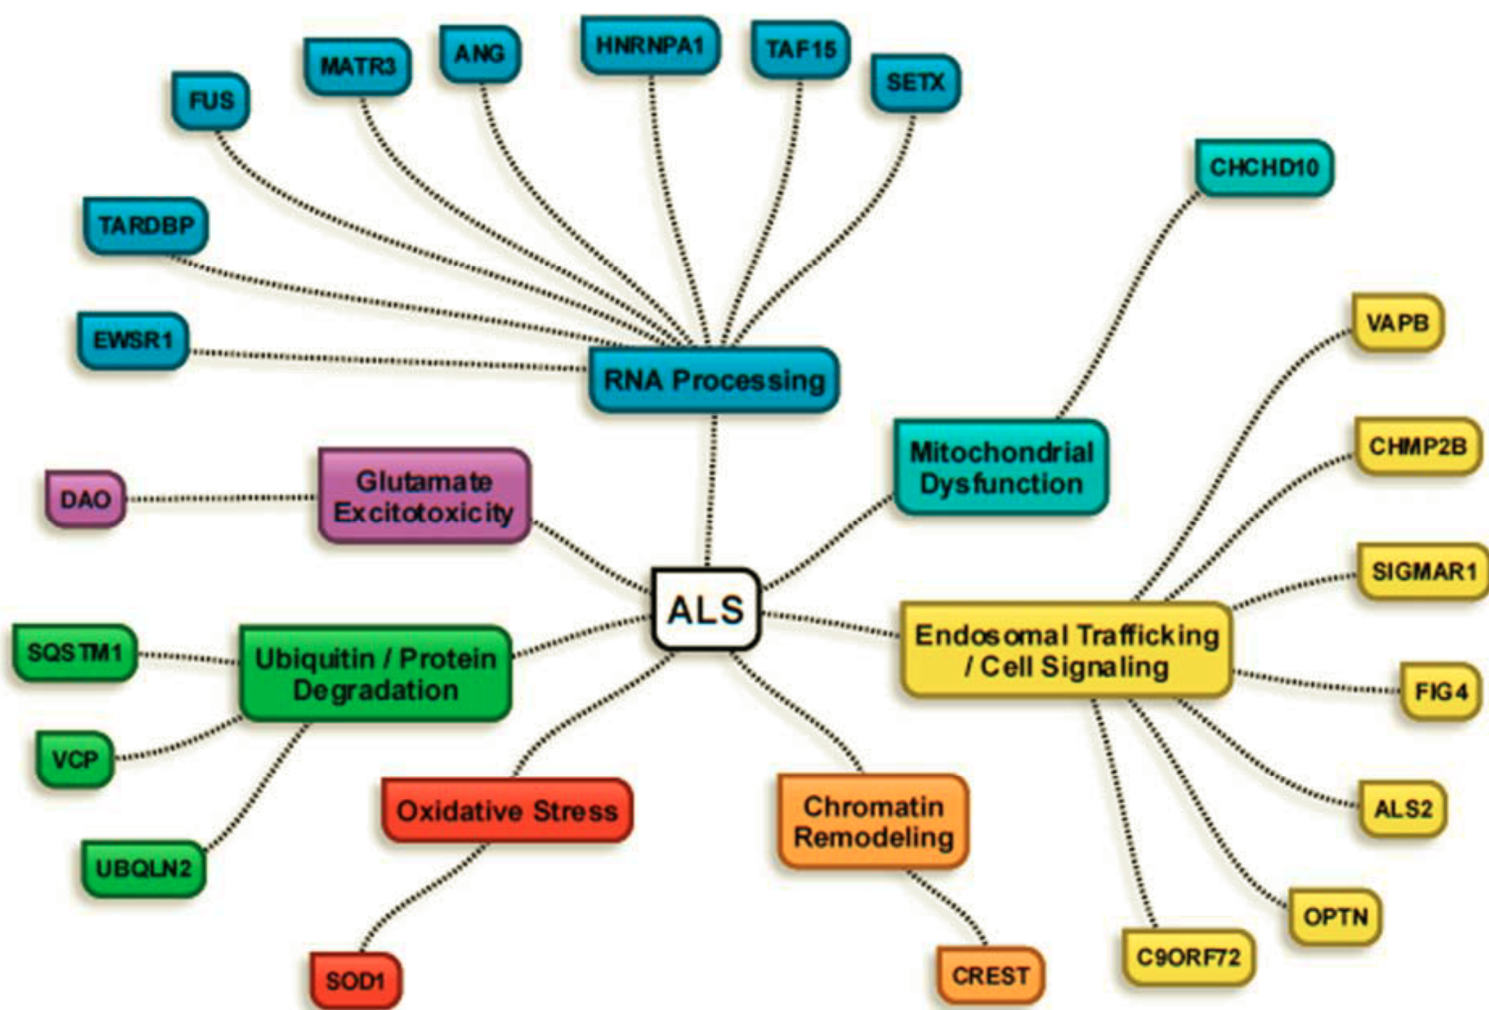 HNRNPA1
TAF15
ANG
MATR3
SETX
FUS
CHCHD10
TARDBP
VAPB
EWSR1
RNA Processing
CHMP2B
Mitochondrial
Dysfunction
Glutamate
Excitotoxicity
DAO
SIGMAR1
ALS
Endosomal Trafficking
/ Cell Signaling
SQSTM1
Ubiquitin / Protein
Degradation
FIG4
VCP
Oxidative Stress
Chromatin
Remodeling
ALS2
UBQLN2
OPTN
C9ORF72
SOD1
CREST